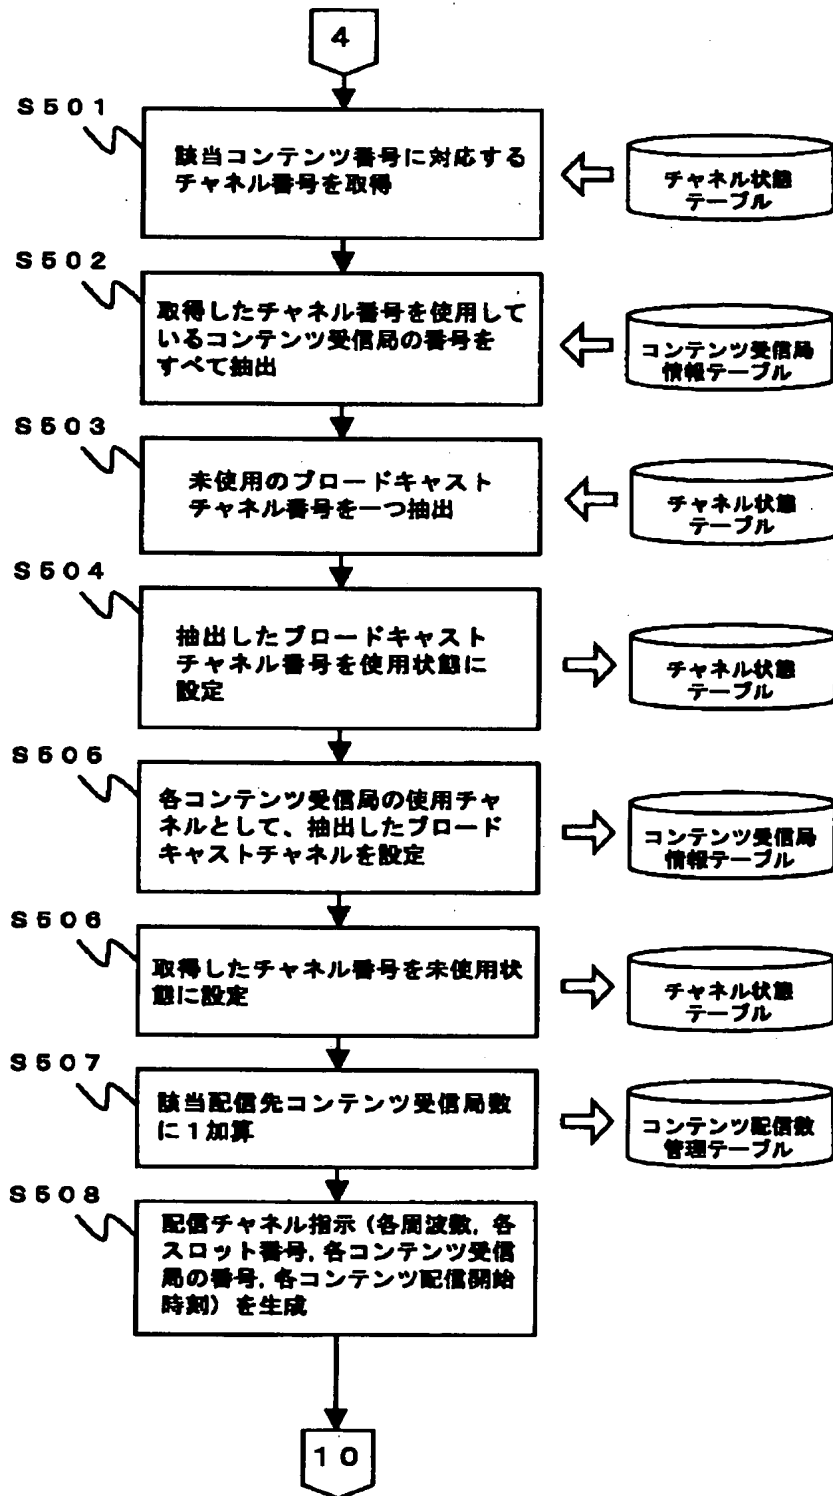 4
S501
該当コンテンツ番号に対応する
チャネル番号を取得
チャネル状態
テーブル
S502
取得したチャネル番号を使用して
いるコンテンツ受信局の番号を
すべて抽出
コンテンツ受信局
情報テーブル
S503
未使用のブロードキャスト
チャネル番号を一つ抽出
チャネル状態
テーブル
S504
抽出したブロードキャスト
チャネル番号を使用状態に
設定
チャネル状態
テーブル
S505
各コンテンツ受信局の使用チャ
ネルとして、抽出したブロード
キャストチャネルを設定
コンテンツ受信局
情報テーブル
S506
取得したチャネル番号を未使用状
態に設定
チャネル状態
テーブル
S507
該当配信先コンテンツ受信局数
に1加算
コンテンツ配信数
管理テーブル
S508
配信チャネル指示(各周波数,各
スロット番号,各コンテンツ受信
局の番号,各コンテンツ配信開始
時刻)を生成
10